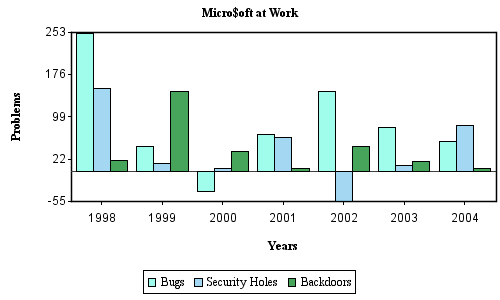 Micro$oft at Work
253
176
99
22
-55
Problems
1998 1999 2000 2001 2002 2003 2004
Years
Bugs Security Holes Backdoors